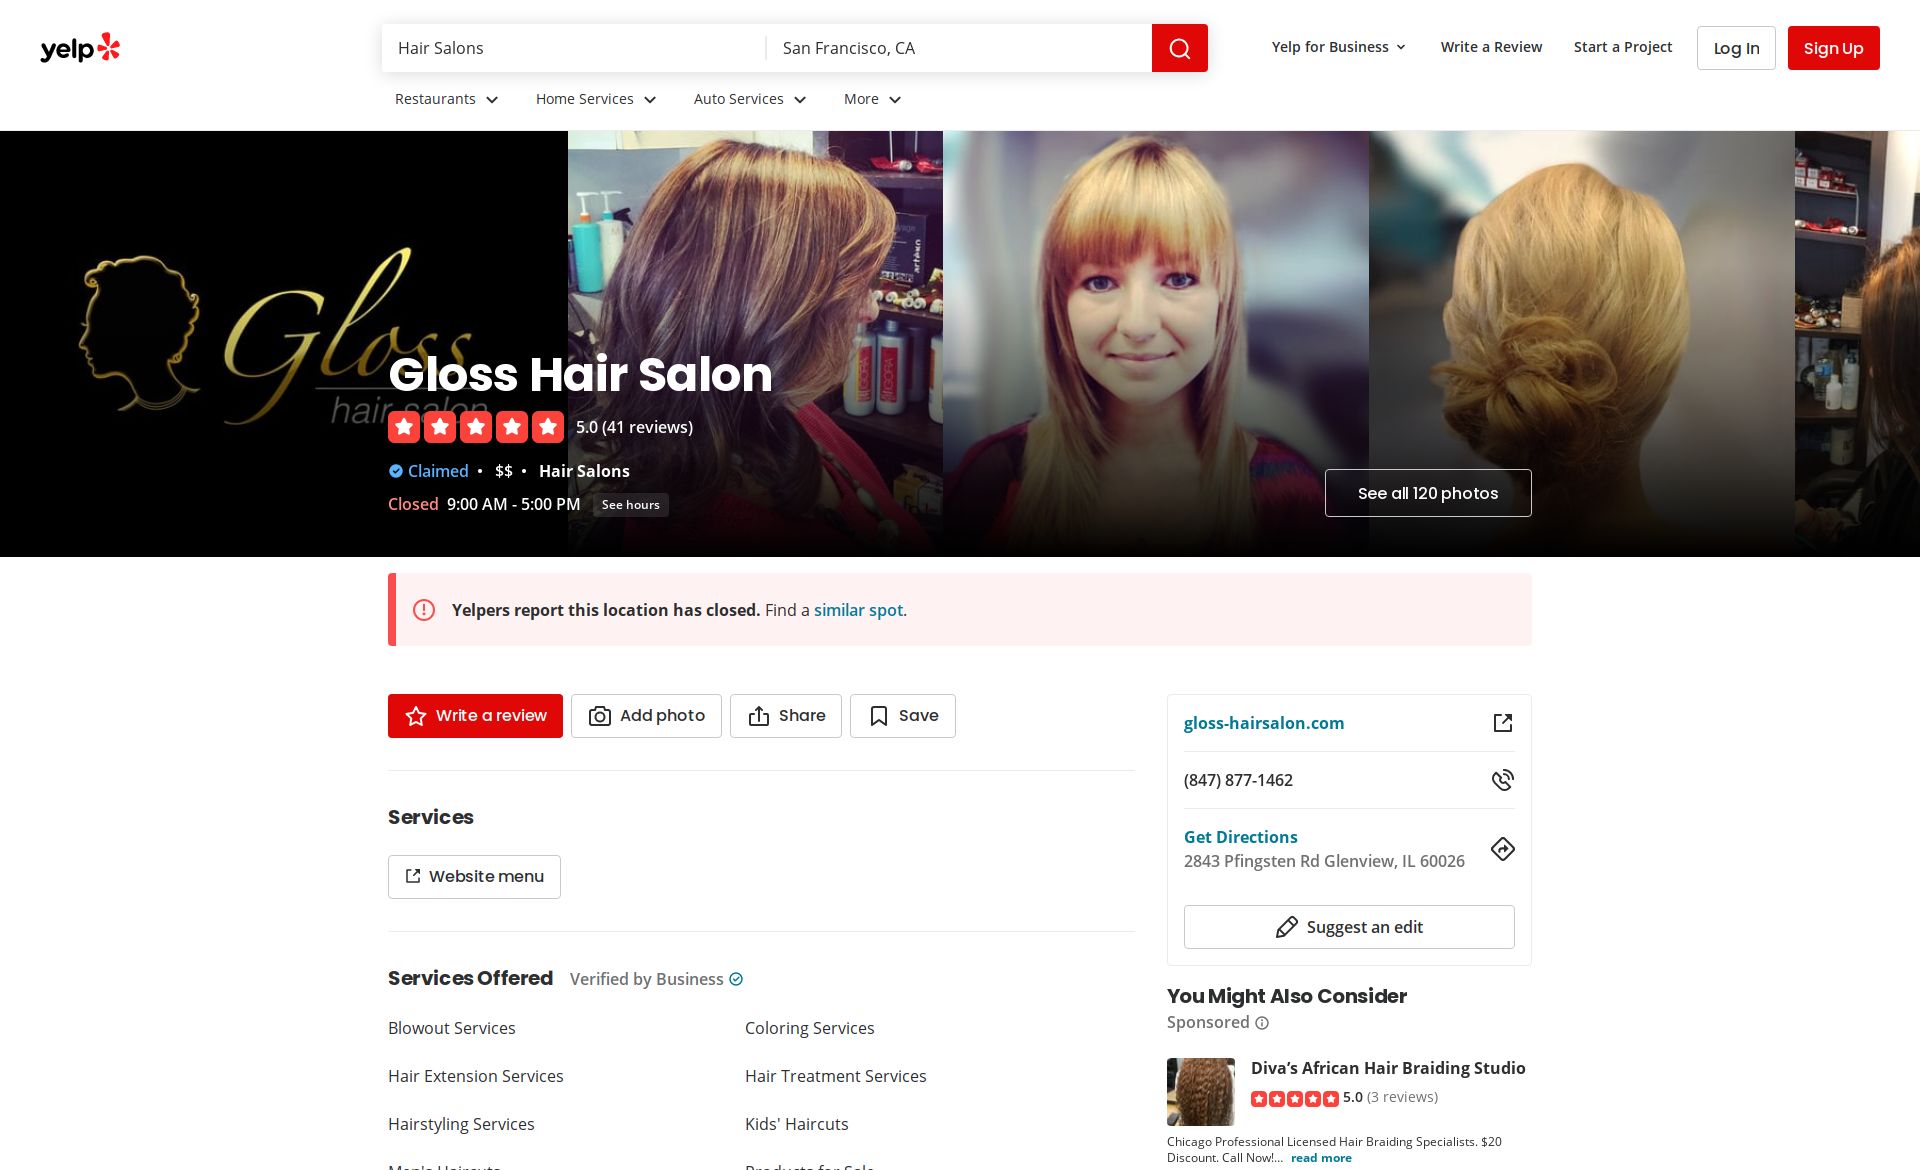 yelp
Hair Salons
San Francisco, CA
Yelp for Business
Write a Review
Start a Project
Log In
Sign Up
Restaurants
Home Services
Auto Services
More
Gloss
hair salon
Gloss Hair Salon
5.0 (41 reviews)
Claimed • $$ • Hair Salons
Closed 9:00 AM - 5:00 PM See hours
See all 120 photos
Yelpers report this location has closed. Find a similar spot.
Write a review
Add photo
Share
Save
Services
Website menu
Services Offered Verified by Business
Blowout Services
Coloring Services
Hair Extension Services
Hair Treatment Services
Hairstyling Services
Kids' Haircuts
Men's Haircuts
Products for Sale
gloss-hairsalon.com
(847) 877-1462
Get Directions
2843 Pfingsten Rd Glenview, IL 60026
Suggest an edit
You Might Also Consider
Sponsored
Diva’s African Hair Braiding Studio
5.0 (3 reviews)
Chicago Professional Licensed Hair Braiding Specialists. $20
Discount. Call Now!... read more